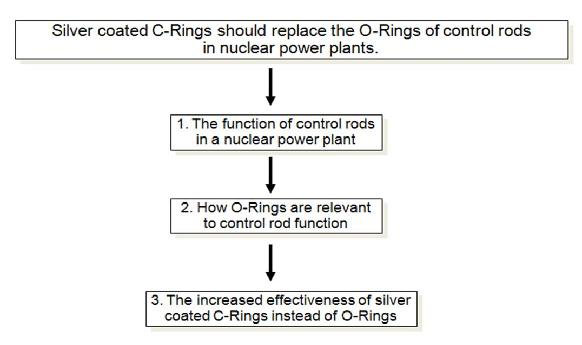 Silver coated C-Rings should replace the O-Rings of control rods
in nuclear power plants.
1. The function of control rods
in a nuclear power plant
2. How O-Rings are relevant
to control rod function
3. The increased effectiveness of silver
coated C-Rings instead of O-Rings